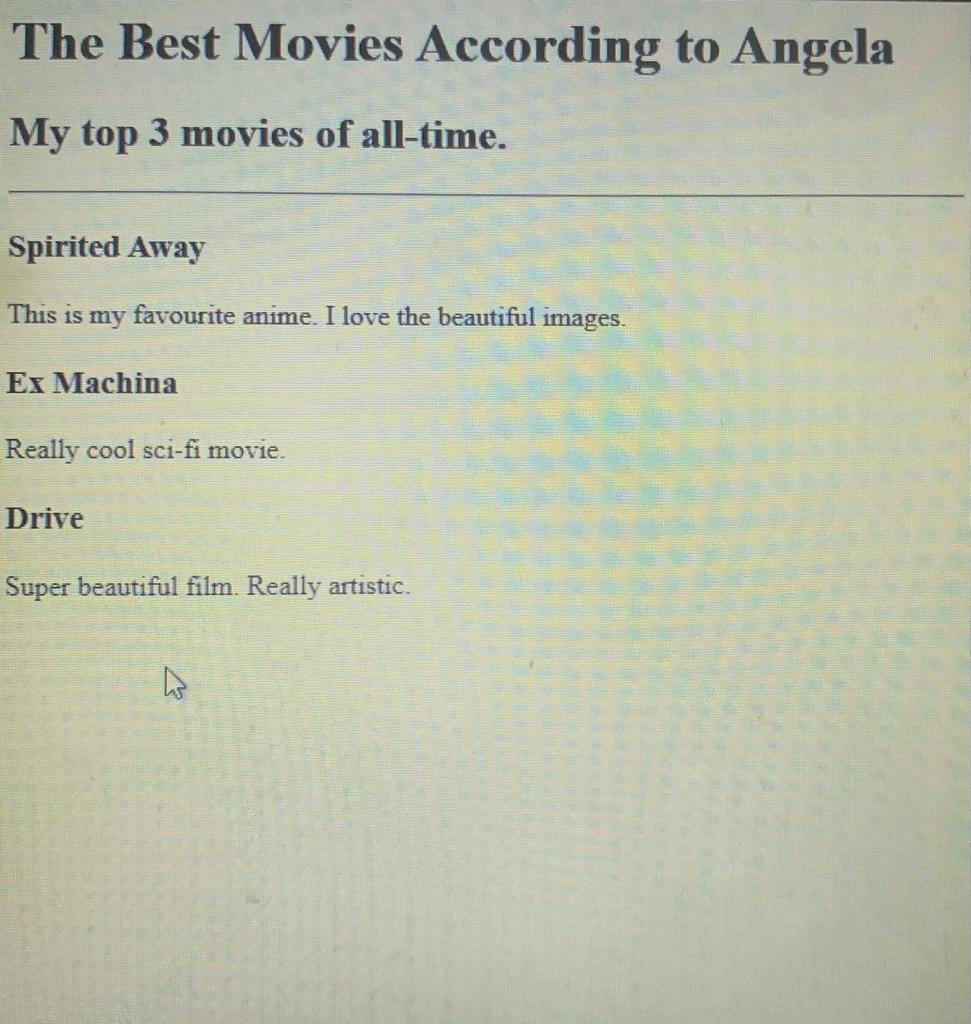 The Best Movies According to Angela
My top 3 movies of all-time.
Spirited Away
This is my favourite anime. I love the beautiful images.
Ex Machina
Really cool sci-fi movie.
Drive
Super beautiful film. Really artistic.